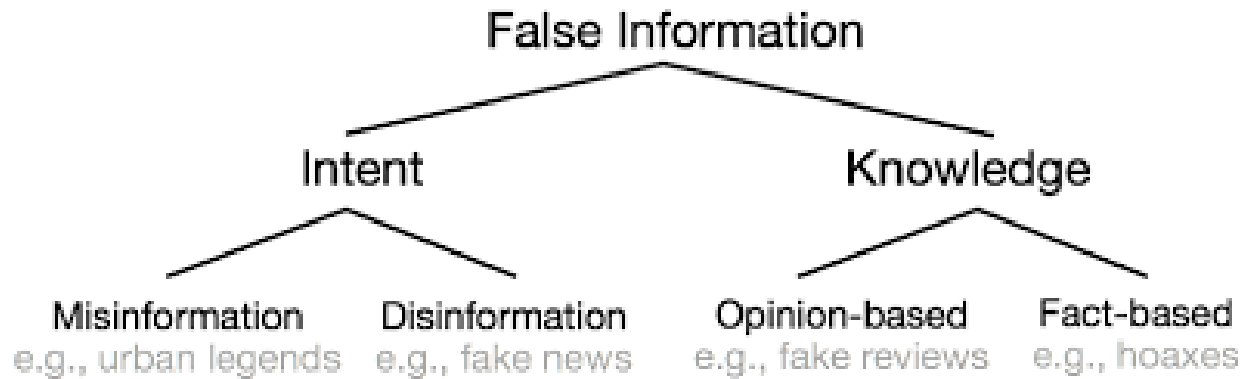 False Information
Intent
Knowledge
Misinformation
Disinformation
Opinion-based
Fact-based
e.g., urban legends
e.g., fake news
e.g., fake reviews
e.g., hoaxes